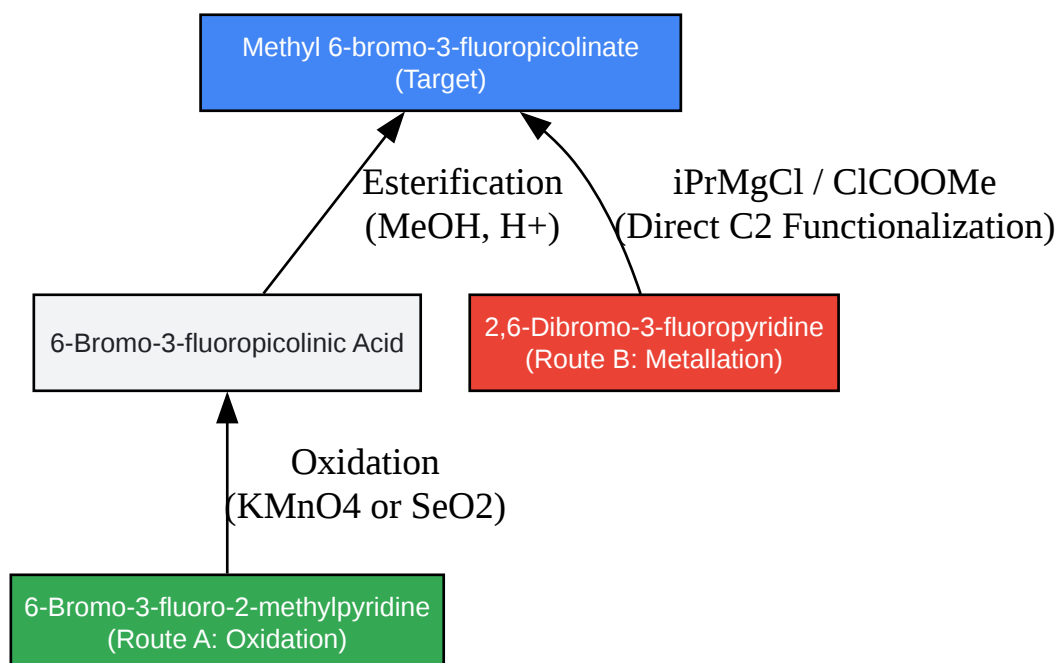 Methyl 6-bromo-3-fluoropicolinate
(Target)
Esterification
(MeOH, H+)
iPrMgCl / ClCOOMe
(Direct C2 Functionalization)
6-Bromo-3-fluoropicolinic Acid
2,6-Dibromo-3-fluoropyridine
(Route B: Metallation)
Oxidation
(KMnO4 or SeO2)
6-Bromo-3-fluoro-2-methylpyridine
(Route A: Oxidation)